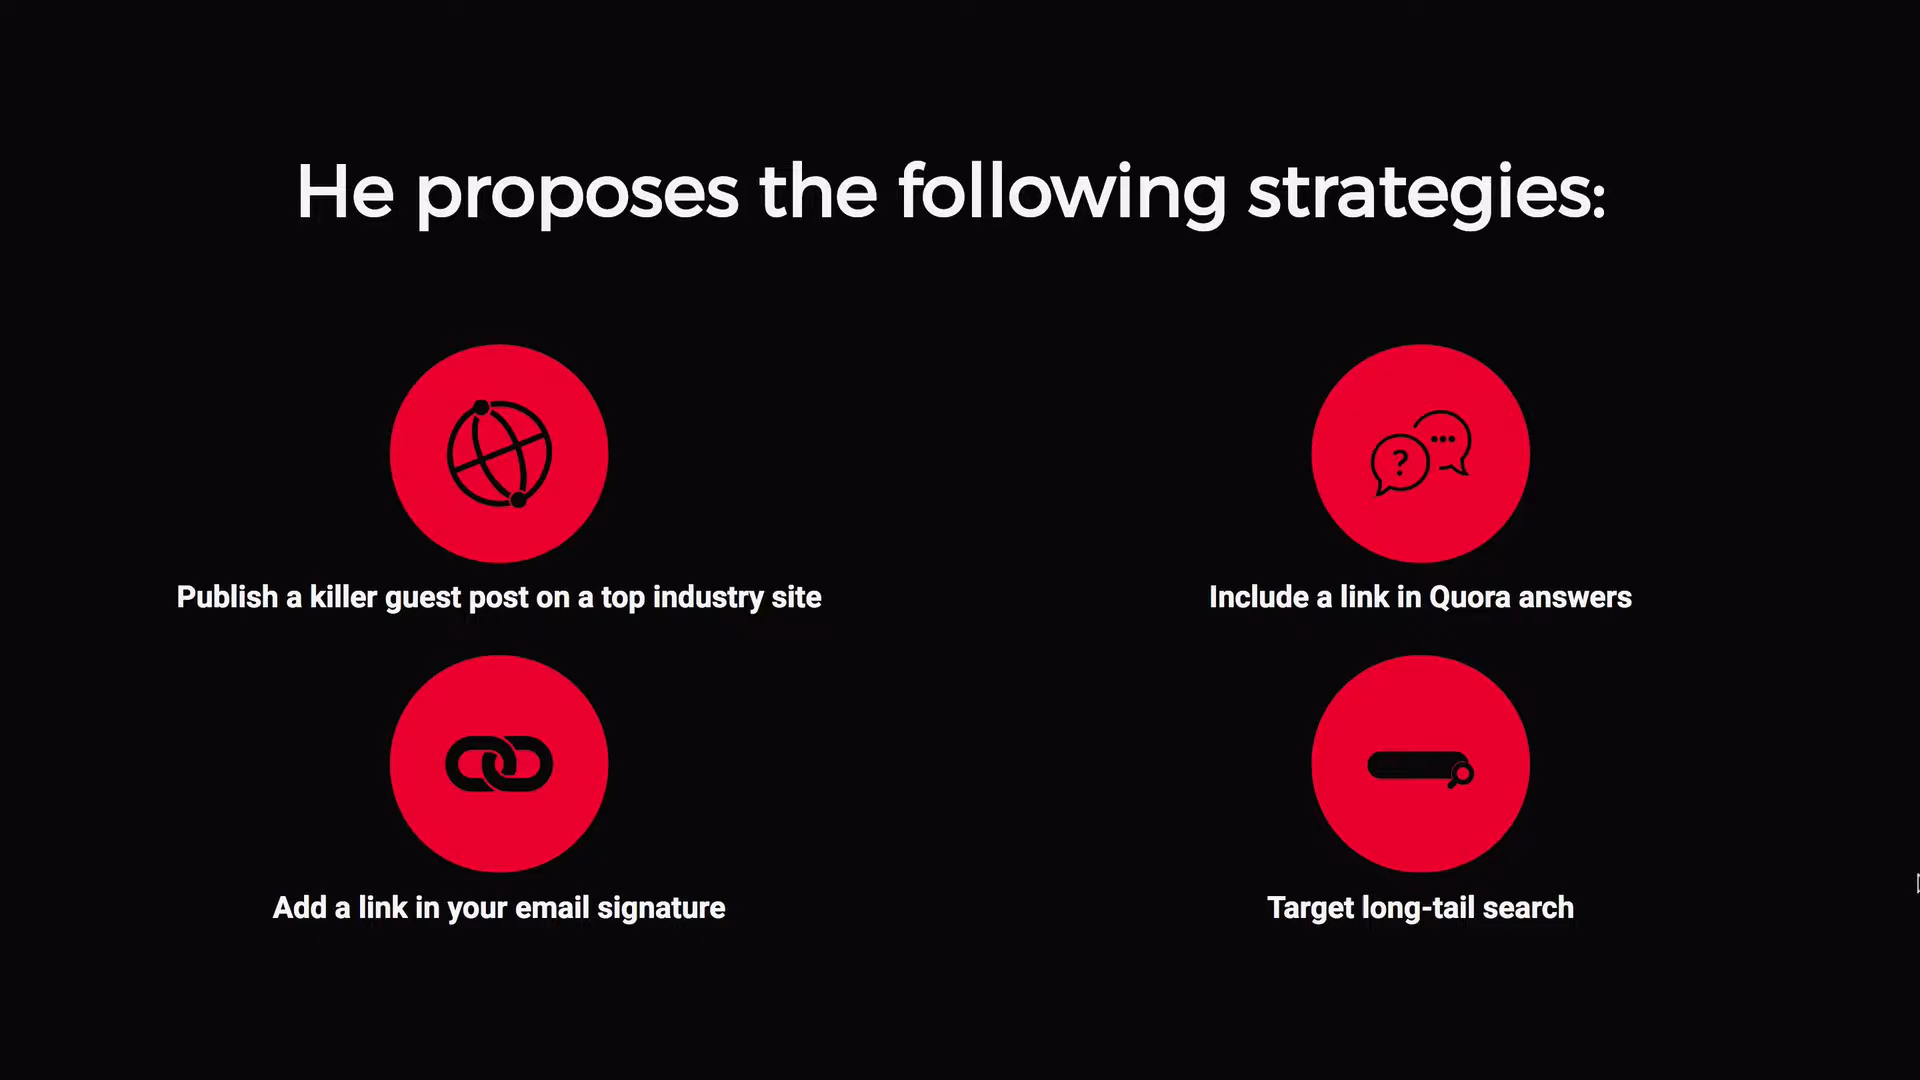 He proposes the following strategies:
?
Publish a killer guest post on a top industry site
Include a link in Quora answers
Add a link in your email signature
Target long-tail search